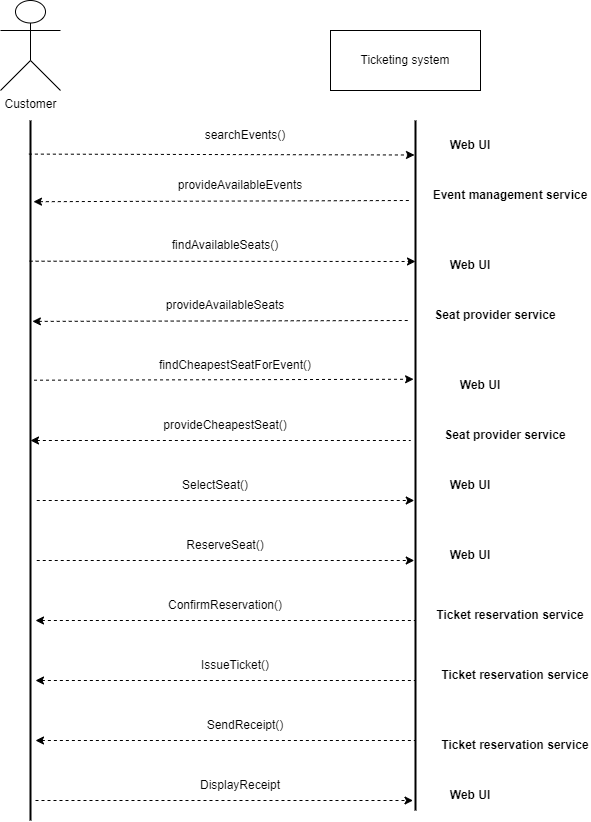 Ticketing system
Customer
searchEvents()
Web UI
provideAvailableEvents
Event management service
findAvailableSeats()
Web UI
provideAvailableSeats
Seat provider service
findCheapestSeatForEvent()
Web UI
provideCheapestSeat()
Seat provider service
SelectSeat()
Web UI
ReserveSeat()
Web UI
ConfirmReservation()
Ticket reservation service
IssueTicket()
Ticket reservation service
SendReceipt()
Ticket reservation service
DisplayReceipt
Web UI